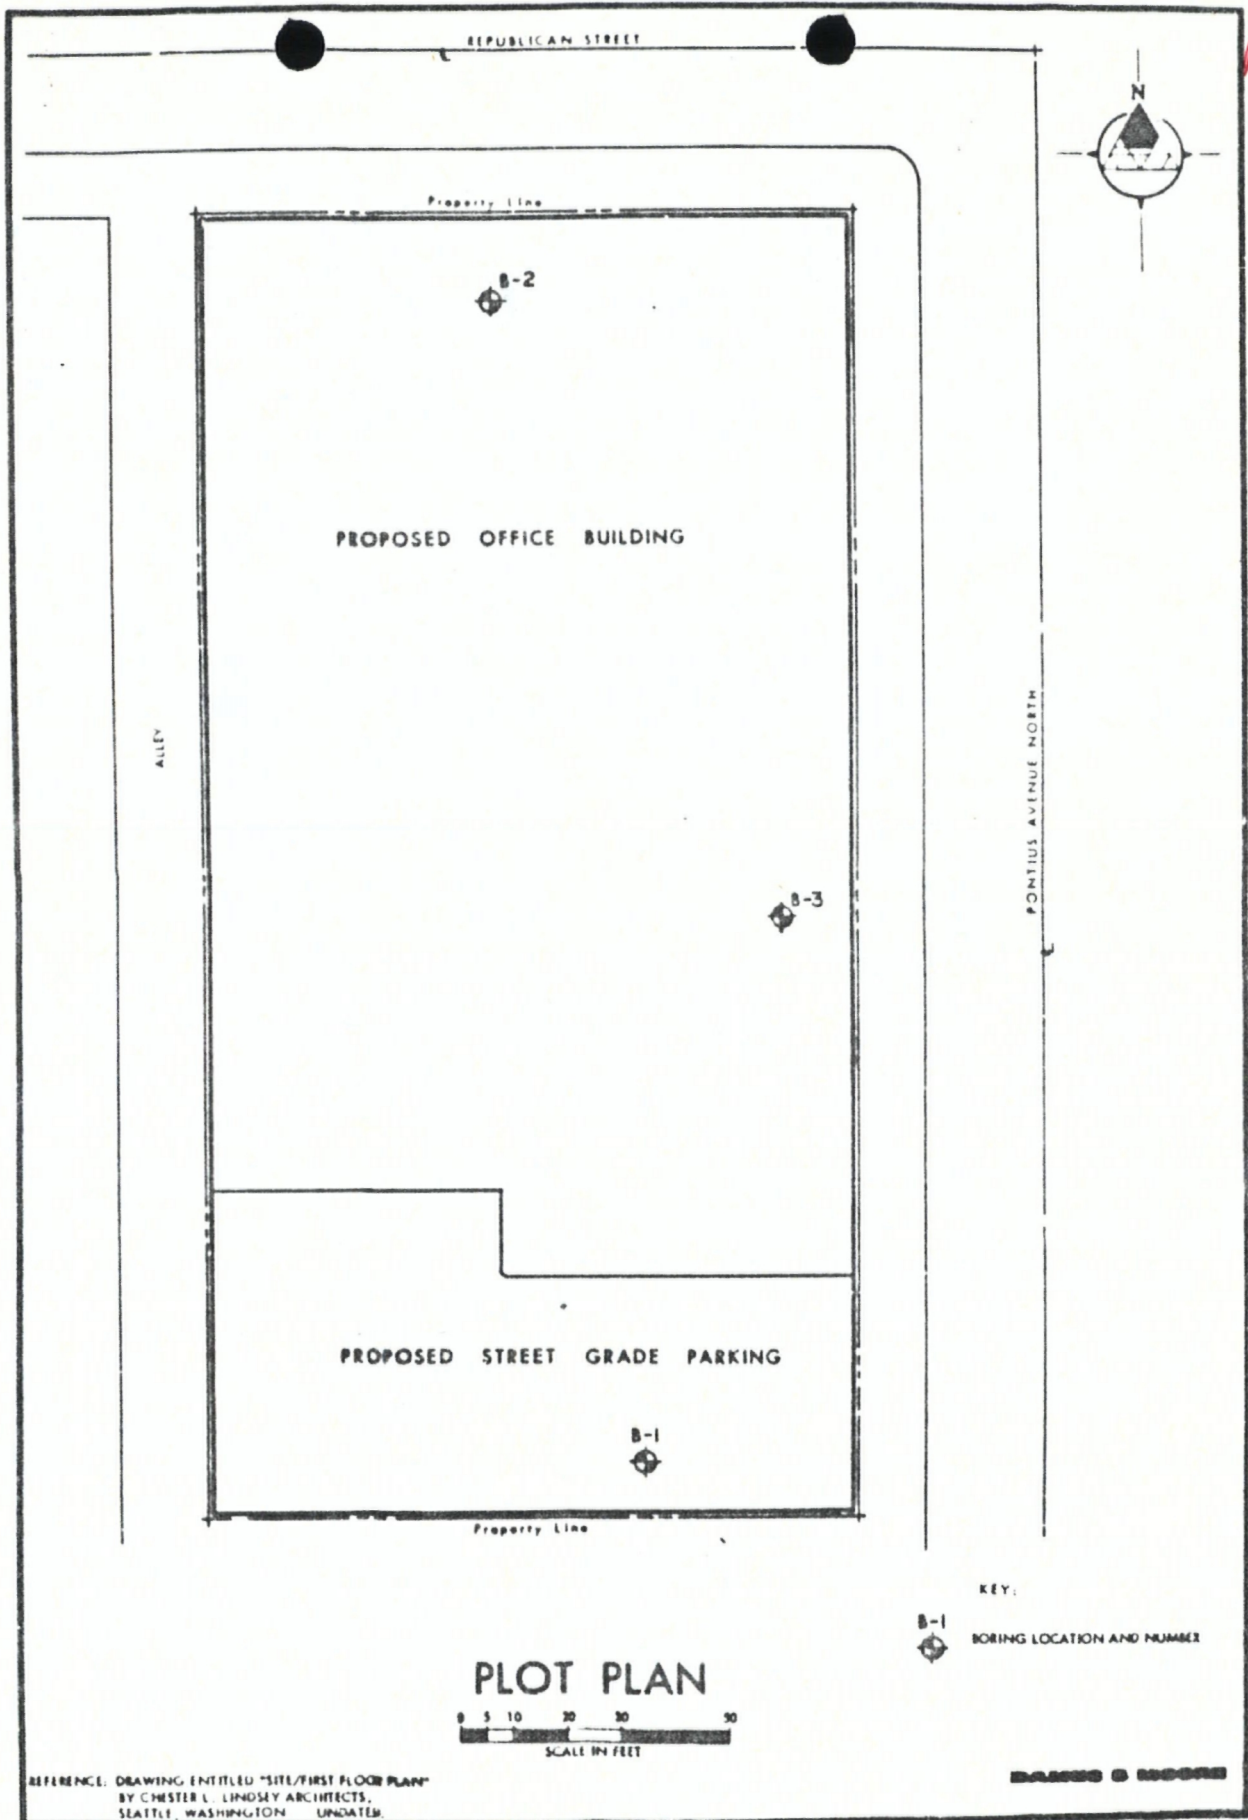 REPUBLICAN STREET
N
Property Line
B-2
PROPOSED OFFICE BUILDING
ALLEY
PONTIUS AVENUE NORTH
B-3
PROPOSED STREET GRADE PARKING
B-1
Property Line
KEY:
B-1
BORING LOCATION AND NUMBER
PLOT PLAN
0 5 10 20 30 50
SCALE IN FEET
REFERENCE: DRAWING ENTITLED "SITE/FIRST FLOOR PLAN"
BY CHESTER L. LINDSEY ARCHITECTS,
SEATTLE, WASHINGTON UNDATED.
DAMES & MOORE